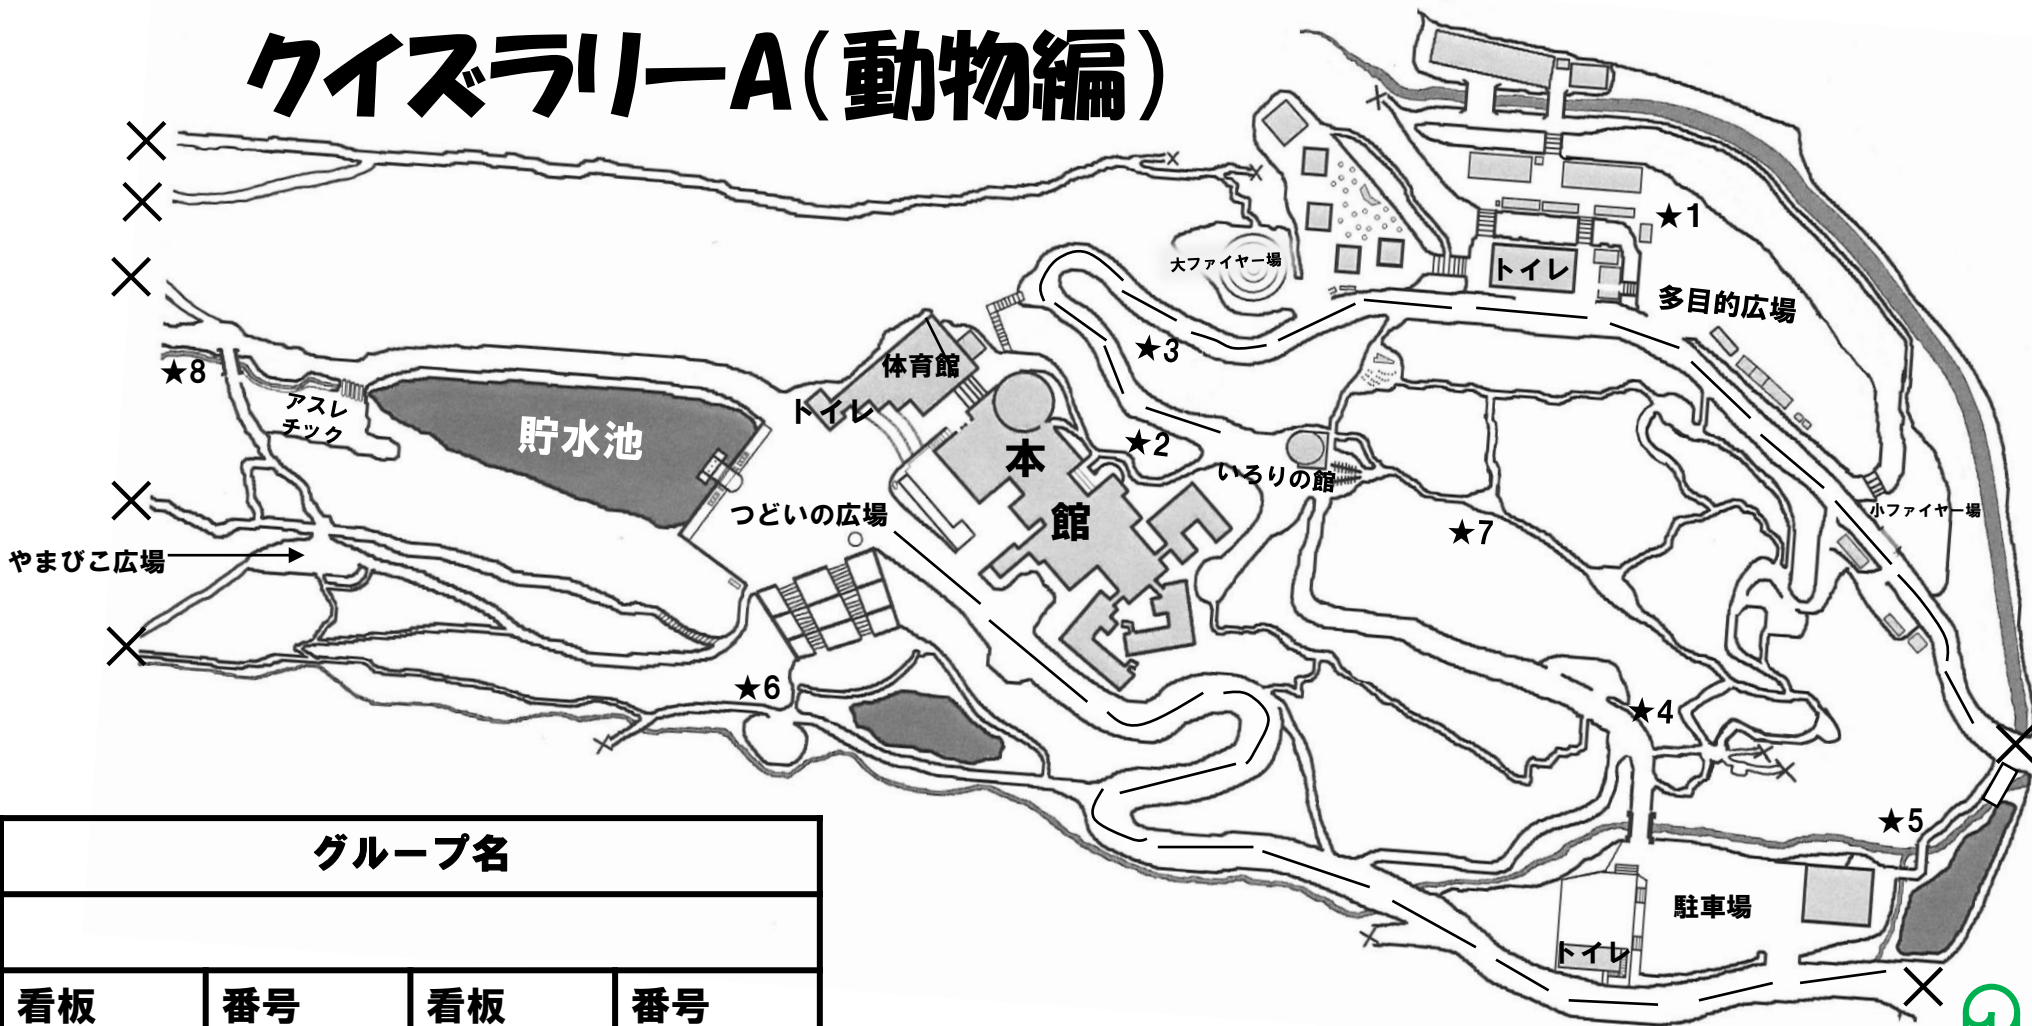 クイズラリーA(動物編)
★1
大ファイヤー場
トイレ
多目的広場
★3
体育館
★8
アスレ
チック
トイレ
貯水池
本
館
★2
いろりの館
つどいの広場
★7
小ファイヤー場
やまびこ広場
★6
★4
★5
グループ名
駐車場
トイレ
看板
番号
看板
番号